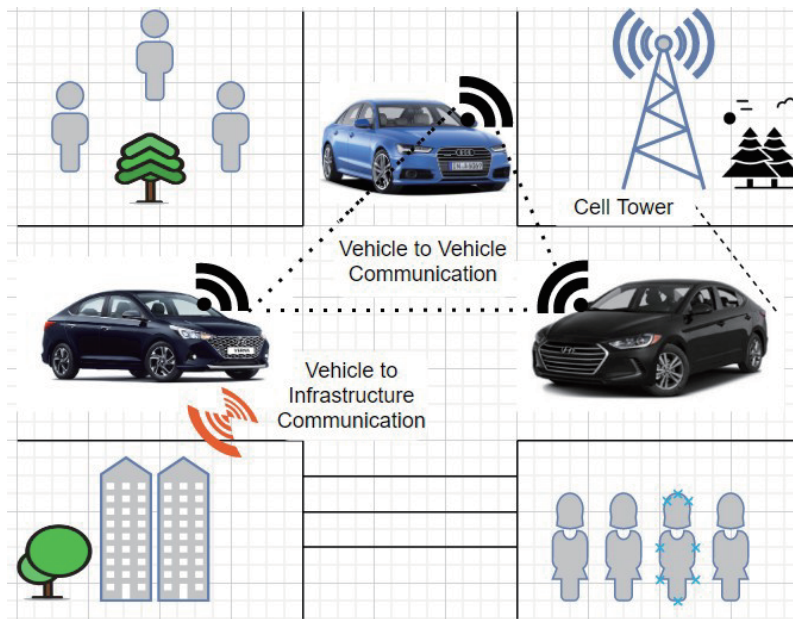 Cell Tower
Vehicle to Vehicle
Communication
Vehicle to
Infrastructure
Communication